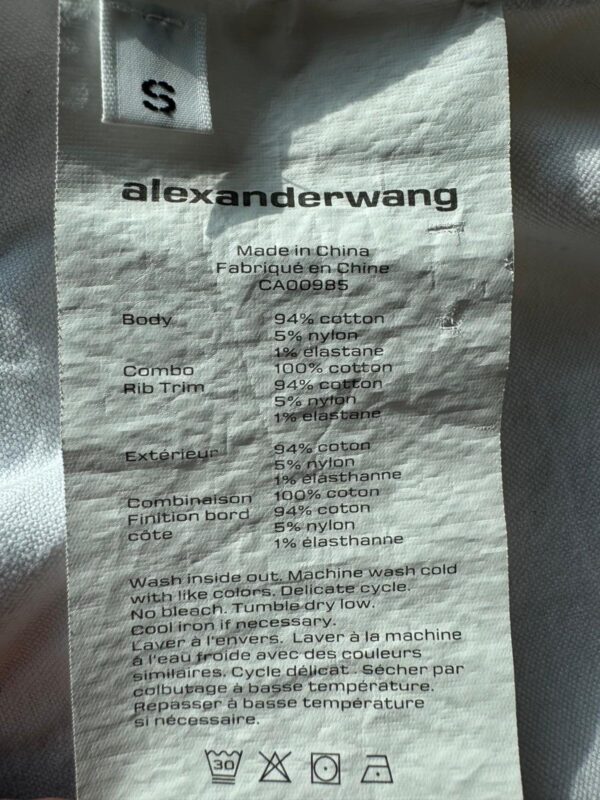 S
alexanderwang
Made in China
Fabriqué en Chine
CA00985
Body 94% cotton
5% nylon
1% elastane
Combo 100% cotton
Rib Trim 94% cotton
5% nylon
1% elastane
Extérieur 94% coton
5% nylon
1% élasthanne
Combinaison 100% coton
Finition bord 94% coton
côte 5% nylon
1% élasthanne
Wash inside out. Machine wash cold
with like colors. Delicate cycle.
No bleach. Tumble dry low.
Cool iron if necessary.
Laver à l'envers. Laver à la machine
à l'eau froide avec des couleurs
similaires. Cycle délicat. Sécher par
colbutage à basse température.
Repasser à basse température
si nécessaire.
30